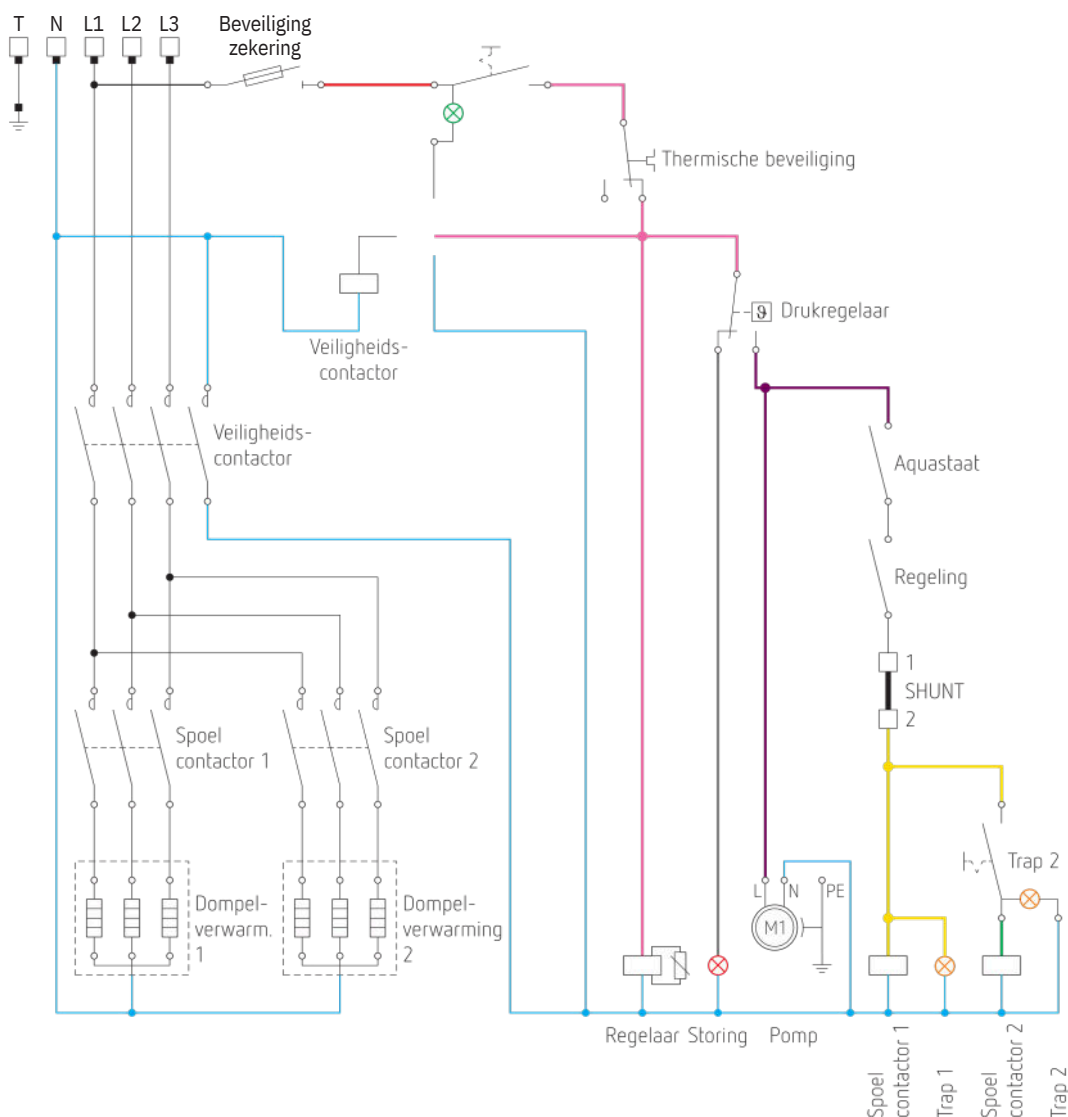 T N L1 L2 L3
Beveiliging
zekering
Thermische beveiliging
ϑ Drukregelaar
Veiligheids-
contactor
Veiligheids-
contactor
Aquastaat
Regeling
1
SHUNT
2
Spoel
contactor 1
Spoel
contactor 2
Trap 2
L N PE
M1
Dompel-
verwarm.
1
Dompel-
verwarming
2
Regelaar Storing Pomp
Spoel
contactor 1
Trap 1
Spoel
contactor 2
Trap 2